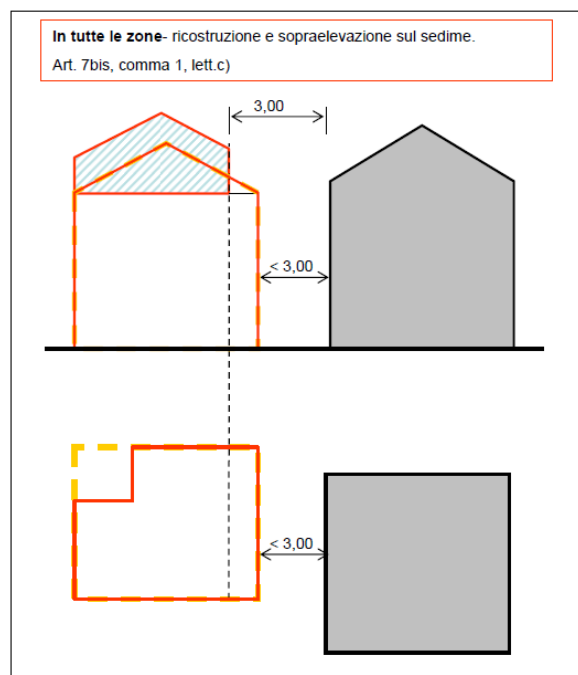 In tutte le zone- ricostruzione e sopraelevazione sul sedime.
Art. 7bis, comma 1, lett.c)
3,00
< 3,00
< 3,00